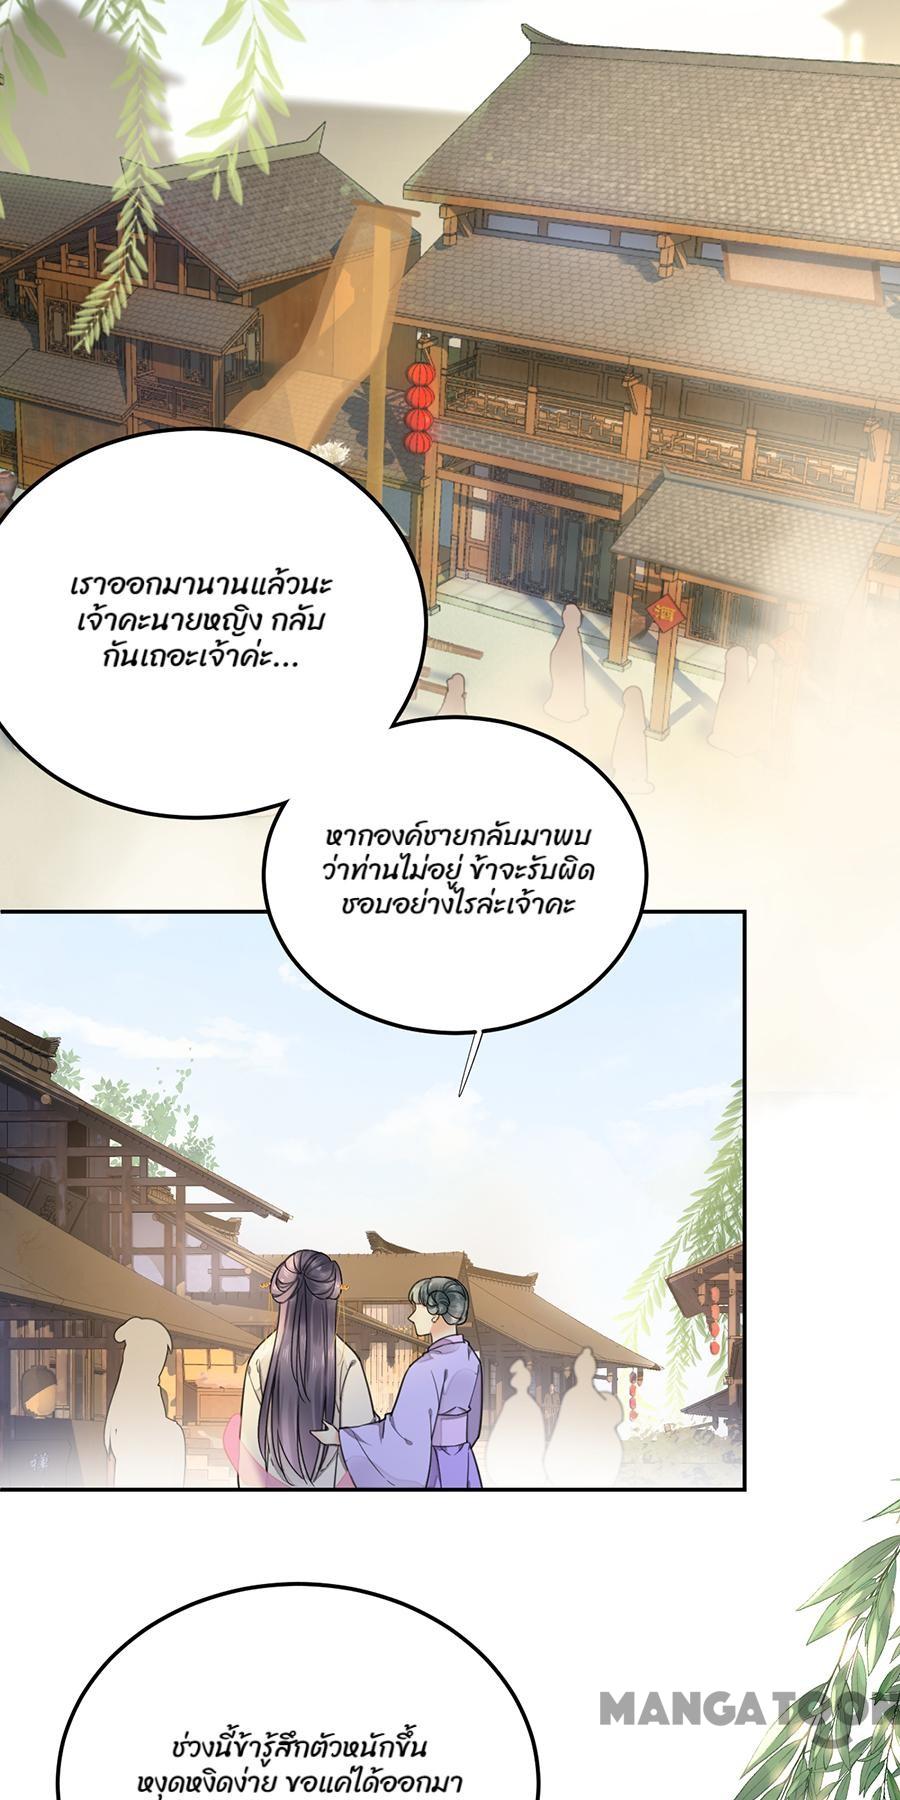 เราออกมานานแล้วนะ
เจ้าคะนายหญิง กลับ
กันเถอะเจ้าค่ะ...
酒
หากองค์ชายกลับมาพบ
ว่าท่านไม่อยู่ ข้าจะรับผิด
ชอบอย่างไรล่ะเจ้าคะ
MANGATOON
ช่วงนี้ข้ารู้สึกตัวหนักขึ้น
หงุดหงิดง่าย ขอแค่ได้ออกมา